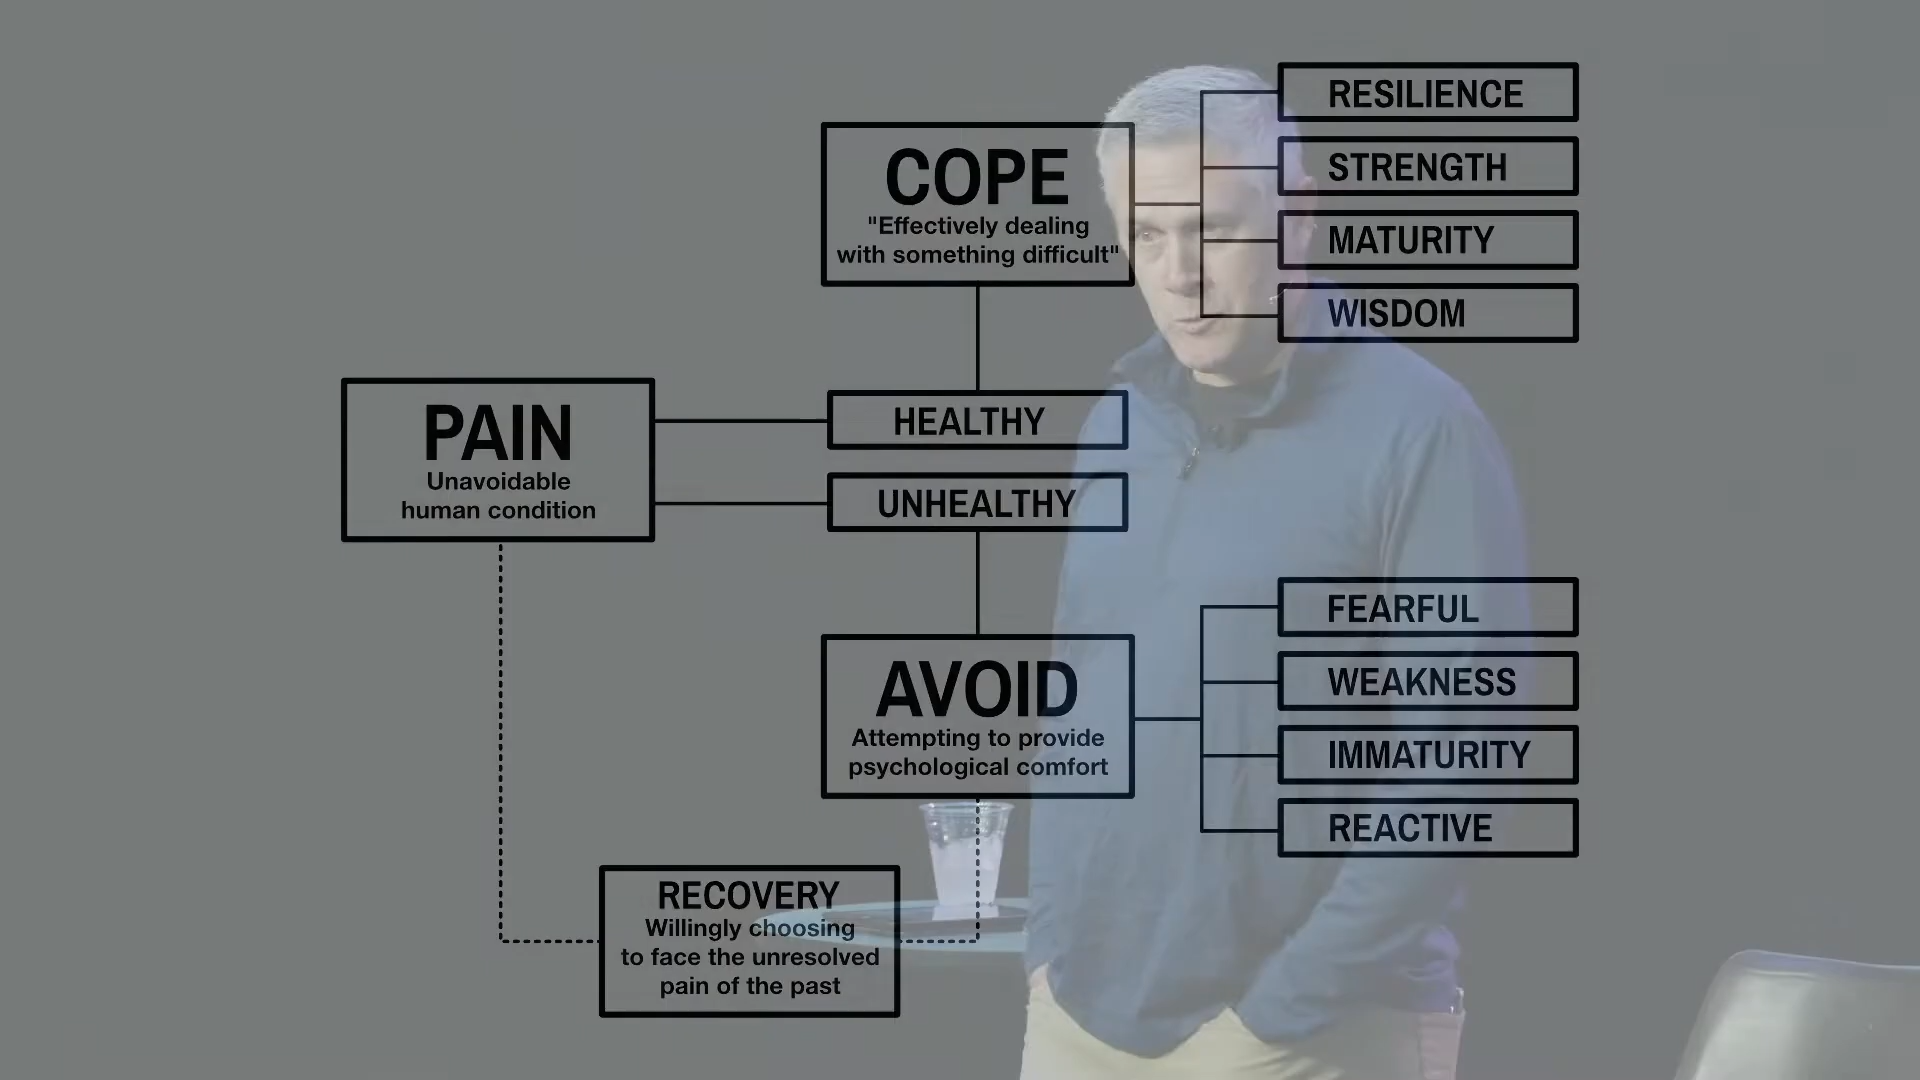 PAIN
Unavoidable
human condition
HEALTHY
UNHEALTHY
COPE
"Effectively dealing
with something difficult"
RESILIENCE
STRENGTH
MATURITY
WISDOM
AVOID
Attempting to provide
psychological comfort
FEARFUL
WEAKNESS
IMMATURITY
REACTIVE
RECOVERY
Willingly choosing
to face the unresolved
pain of the past